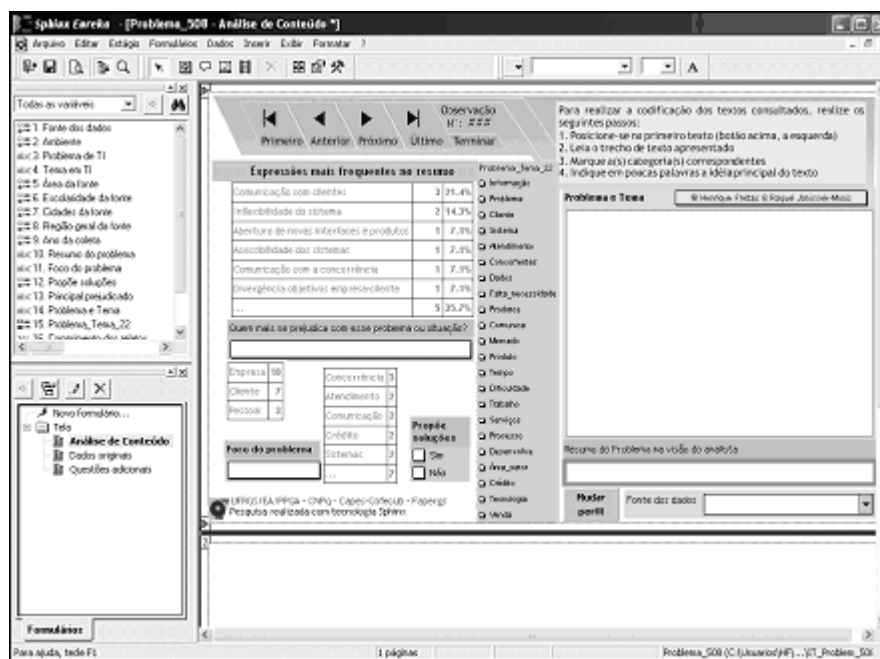 Sphinx Eureka - [Problema_508 - Análise de Conteúdo *]
Arquivo Editar Estágio Formulários Dados Inserir Exibir Formatar ?
Todas as variáveis
1. Fonte dos dados
2. Ambiente
3. Problema de TI
4. Tema em TI
5. Área da fonte
6. Escolaridade da fonte
7. Cidades da fonte
8. Região geral da fonte
9. Ano da coleta
10. Resumo do problema
11. Foco do problema
12. Propõe soluções
13. Principal prejudicado
14. Problema e Tema
15. Problema_Tema_22
Novo formulário...
Tela
Análise de Conteúdo
Dados originais
Questões adicionais
Formulários
Observação
Nº: ###
Primeiro Anterior Próximo Último Terminar
Expressões mais frequentes no resumo
Comunicação com clientes 3 21.4%
Inflexibilidade do sistema 2 14.3%
Abertura de novas interfaces e produtos 1 7.1%
Acessibilidade dos sistemas 1 7.1%
Comunicação com a concorrência 1 7.1%
Divergência objetivos empresa-cliente 1 7.1%
... 5 35.7%
Quem mais se prejudica com esse problema ou situação?
Empresa 10
Cliente 7
Pessoal
Foco do problema
Concorrência 3
Atendimento 2
Comunicação 2
Crédito 2
Sistemas 2
... 7
Propõe
soluções
Sim
Não
UFRGS/EA/PPGA - CNPq - Capes-Cofecub - Fapergs
Pesquisa realizada com tecnologia Sphinx
Problema_Tema_22
Informação
Problema
Cliente
Sistema
Atendimento
Concorrentes
Dados
Falta_necessidade
Produtos
Comunica
Mercado
Produto
Tempo
Dificuldade
Trabalho
Serviços
Processo
Desenvolve
Área_setor
Crédito
Tecnologia
Venda
Para realizar a codificação dos textos consultados, realize os
seguintes passos:
1. Posicione-se no primeiro texto (botão acima, a esquerda)
2. Leia o trecho de texto apresentado
3. Marque a(s) categoria(s) correspondentes
4. Indique em poucas palavras a idéia principal do texto
Problema e Tema
© Henrique Freitas & Raquel Janissek-Muniz
Resumo do Problema na visão do analista
Mudar
perfil
Fonte dos dados
Para ajuda, tecle F1
1 páginas
Problema_508 (C:\Usuarios\HF\...\IT_Problem_50